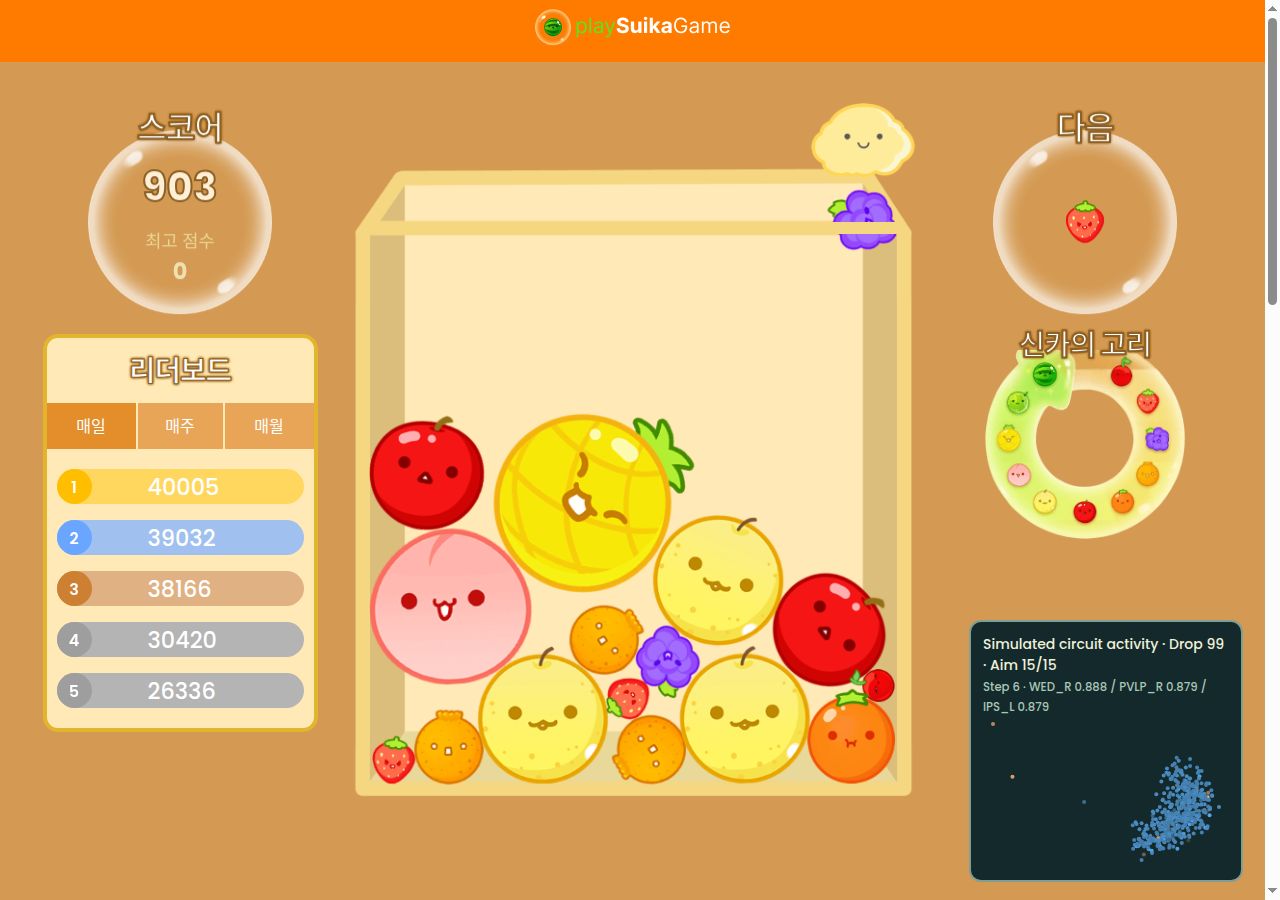 playSuikaGame
스코어
903
최고 점수
0
리더보드
매일 매주 매월
1 40005
2 39032
3 38166
4 30420
5 26336
다음
신카의 고리
Simulated circuit activity · Drop 99
· Aim 15/15
Step 6 · WED_R 0.888 / PVLP_R 0.879 /
IPS_L 0.879